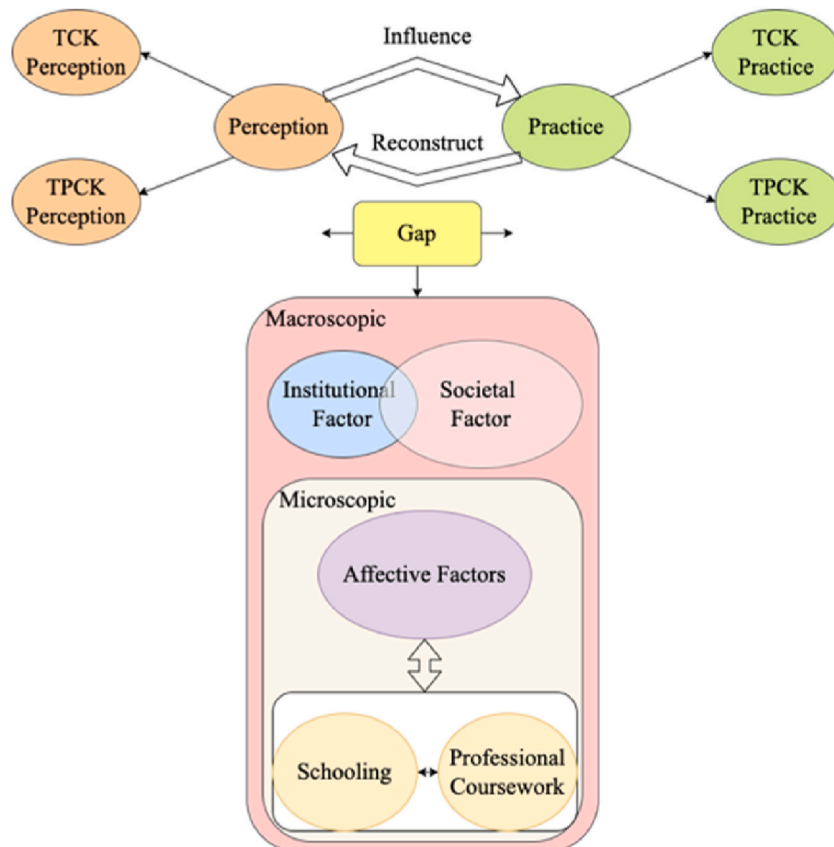 TCK
Perception
Influence
TCK
Practice
Perception
Reconstruct
Practice
TPCK
Perception
TPCK
Practice
Gap
Macroscopic
Institutional
Factor
Societal
Factor
Microscopic
Affective Factors
Schooling
Professional
Coursework